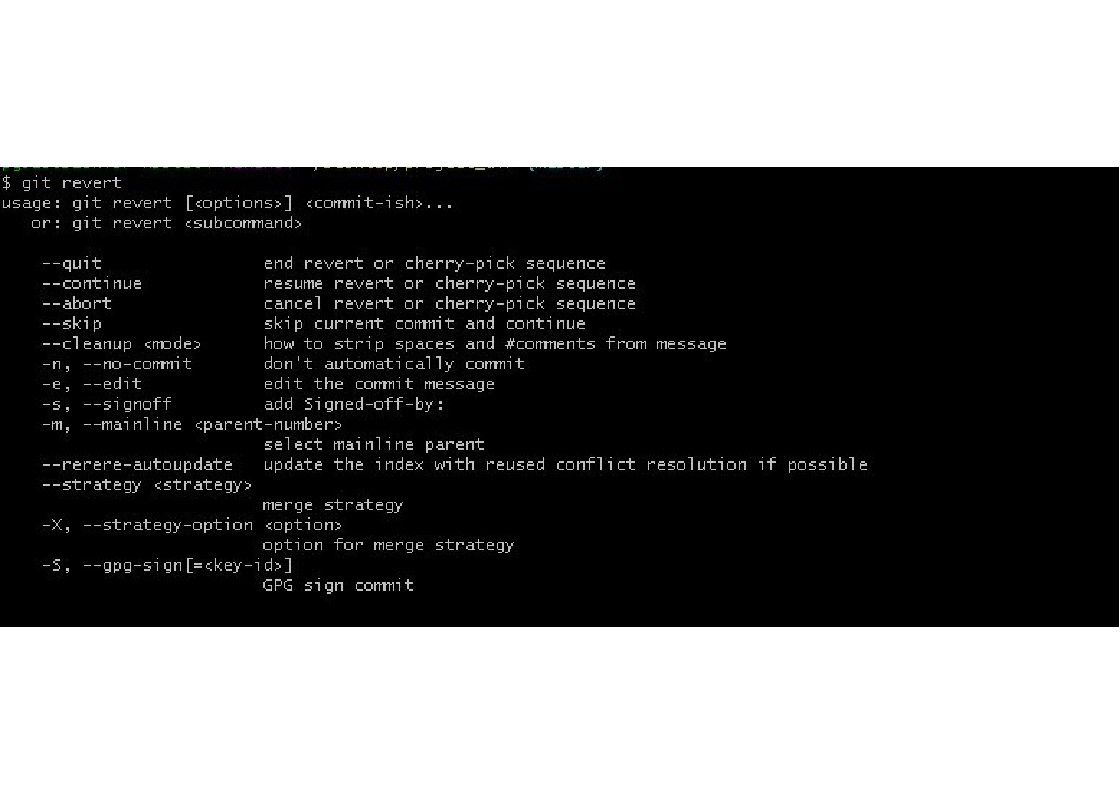 $ git revert
usage: git revert [<options>] <commit-ish>...
   or: git revert <subcommand>

    --quit                end revert or cherry-pick sequence
    --continue            resume revert or cherry-pick sequence
    --abort               cancel revert or cherry-pick sequence
    --skip                skip current commit and continue
    --cleanup <mode>      how to strip spaces and #comments from message
    -n, --no-commit       don't automatically commit
    -e, --edit            edit the commit message
    -s, --signoff         add Signed-off-by:
    -m, --mainline <parent-number>
                          select mainline parent
    --rerere-autoupdate   update the index with reused conflict resolution if possible
    --strategy <strategy>
                          merge strategy
    -X, --strategy-option <option>
                          option for merge strategy
    -S, --gpg-sign[=<key-id>]
                          GPG sign commit